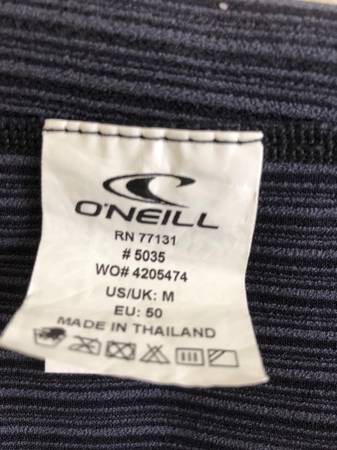 O'NEILL
RN 77131
# 5035
WO# 4205474
US/UK: M
EU: 50
MADE IN THAILAND